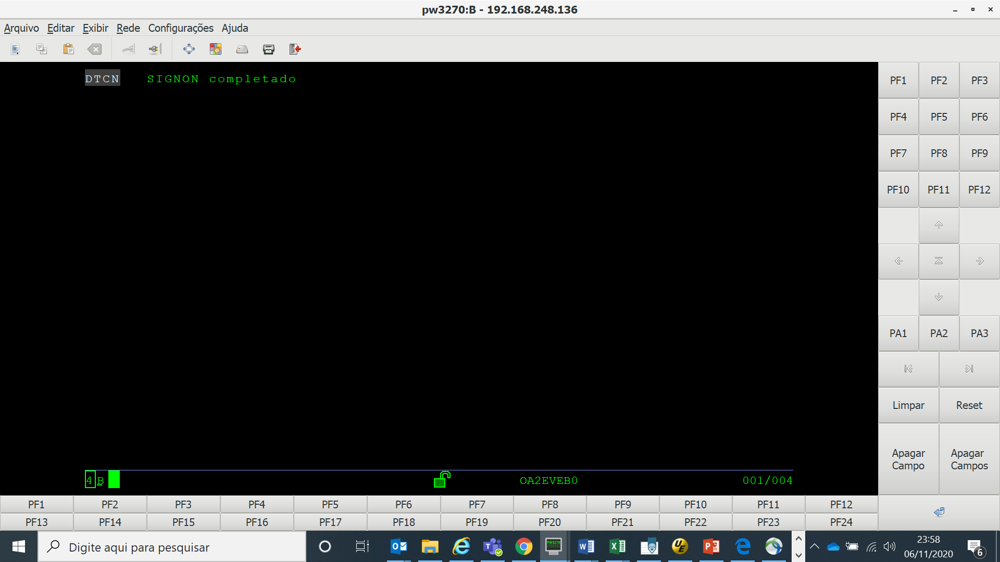 pw3270:B - 192.168.248.136
Arquivo Editar Exibir Rede Configurações Ajuda
DTCN SIGNON completado
PF1 PF2 PF3
PF4 PF5 PF6
PF7 PF8 PF9
PF10 PF11 PF12
PA1 PA2 PA3
Limpar Reset
Apagar Campo
Apagar Campos
4 B OA2EVEB0 001/004
PF1 PF2 PF3 PF4 PF5 PF6 PF7 PF8 PF9 PF10 PF11 PF12
PF13 PF14 PF15 PF16 PF17 PF18 PF19 PF20 PF21 PF22 PF23 PF24
Digite aqui para pesquisar
PW3270
UE
23:58
06/11/2020
6